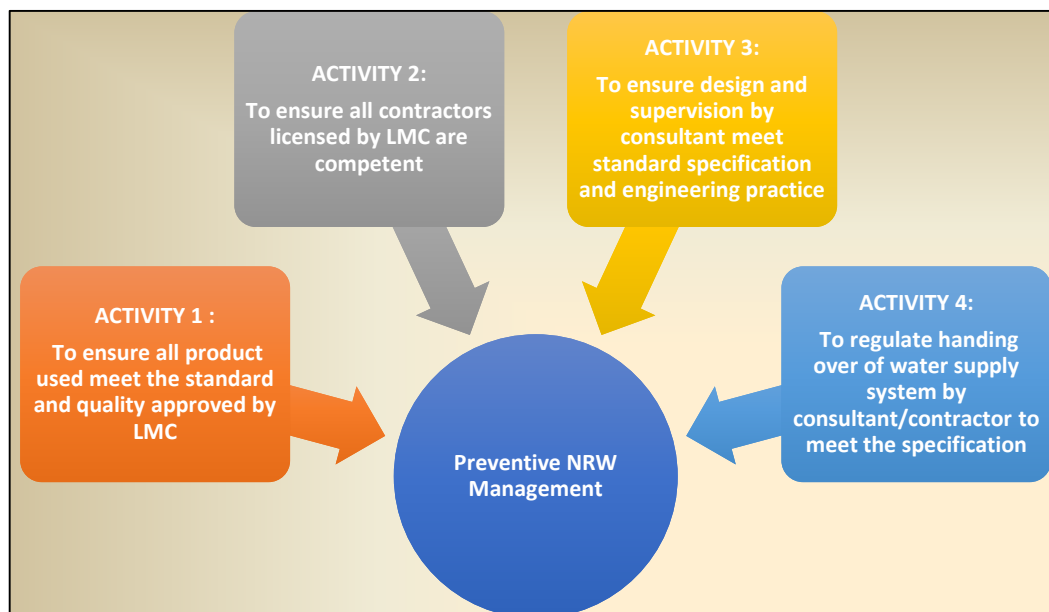 ACTIVITY 1 :
To ensure all product
used meet the standard
and quality approved by
LMC
ACTIVITY 2:
To ensure all contractors
licensed by LMC are
competent
ACTIVITY 3:
To ensure design and
supervision by
consultant meet
standard specification
and engineering practice
ACTIVITY 4:
To regulate handing
over of water supply
system by
consultant/contractor to
meet the specification
Preventive NRW
Management